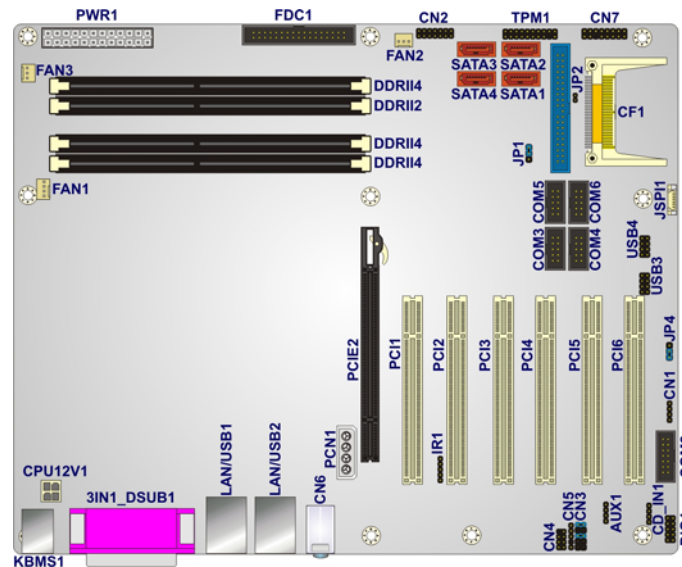 PWR1
FDC1
CN2
TPM1
CN7
FAN2
FAN3
SATA3
SATA2
SATA4
SATA1
JP2
CF1
DDRII4
DDRII2
DDRII4
DDRII4
JP1
FAN1
COM5
COM6
JSPI1
COM3
COM4
USB4
USB3
PCIE2
PCI1
PCI2
PCI3
PCI4
PCI5
PCI6
JP4
CN1
PCN1
IR1
CPU12V1
3IN1_DSUB1
LAN/USB1
LAN/USB2
CN6
CN4
CN5
CN3
AUX1
CD_IN1
KBMS1